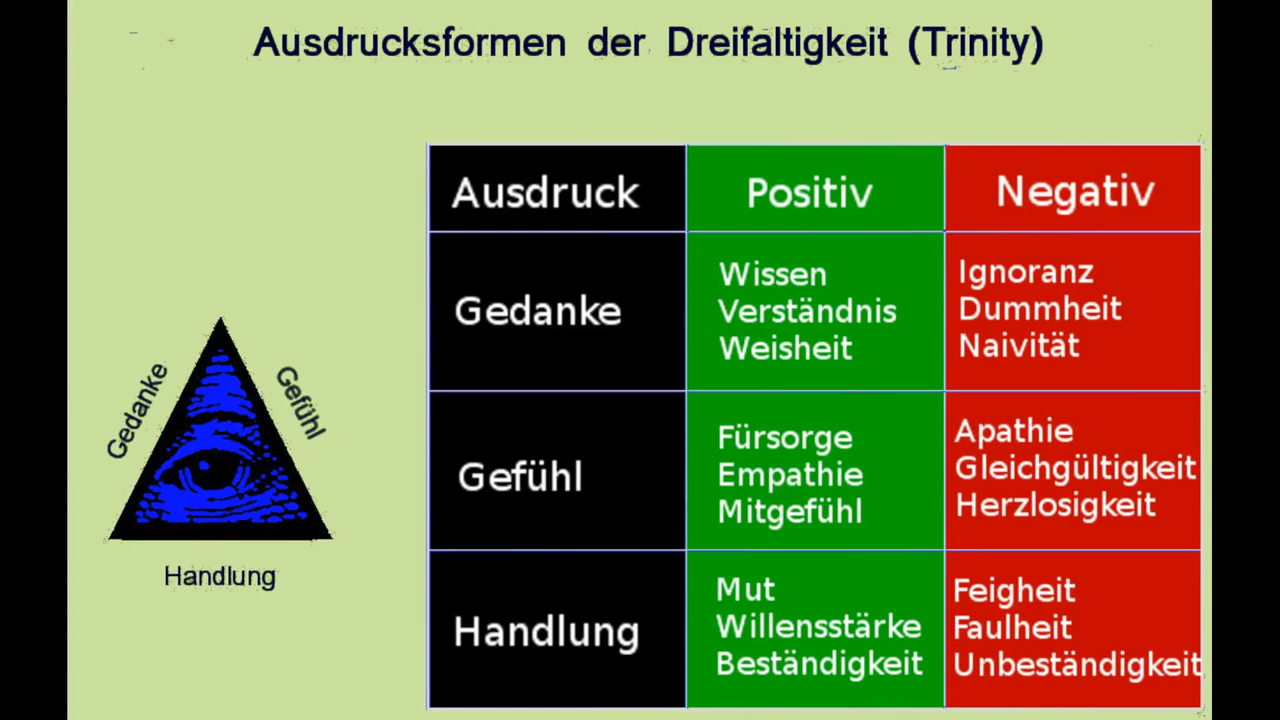 Ausdrucksformen der Dreifaltigkeit (Trinity)
Ausdruck Positiv Negativ
Gedanke
Wissen
Verständnis
Weisheit
Ignoranz
Dummheit
Naivität
Gefühl
Fürsorge
Empathie
Mitgefühl
Apathie
Gleichgültigkeit
Herzlosigkeit
Handlung
Mut
Willensstärke
Beständigkeit
Feigheit
Faulheit
Unbeständigkeit
Gedanke
Gefühl
Handlung